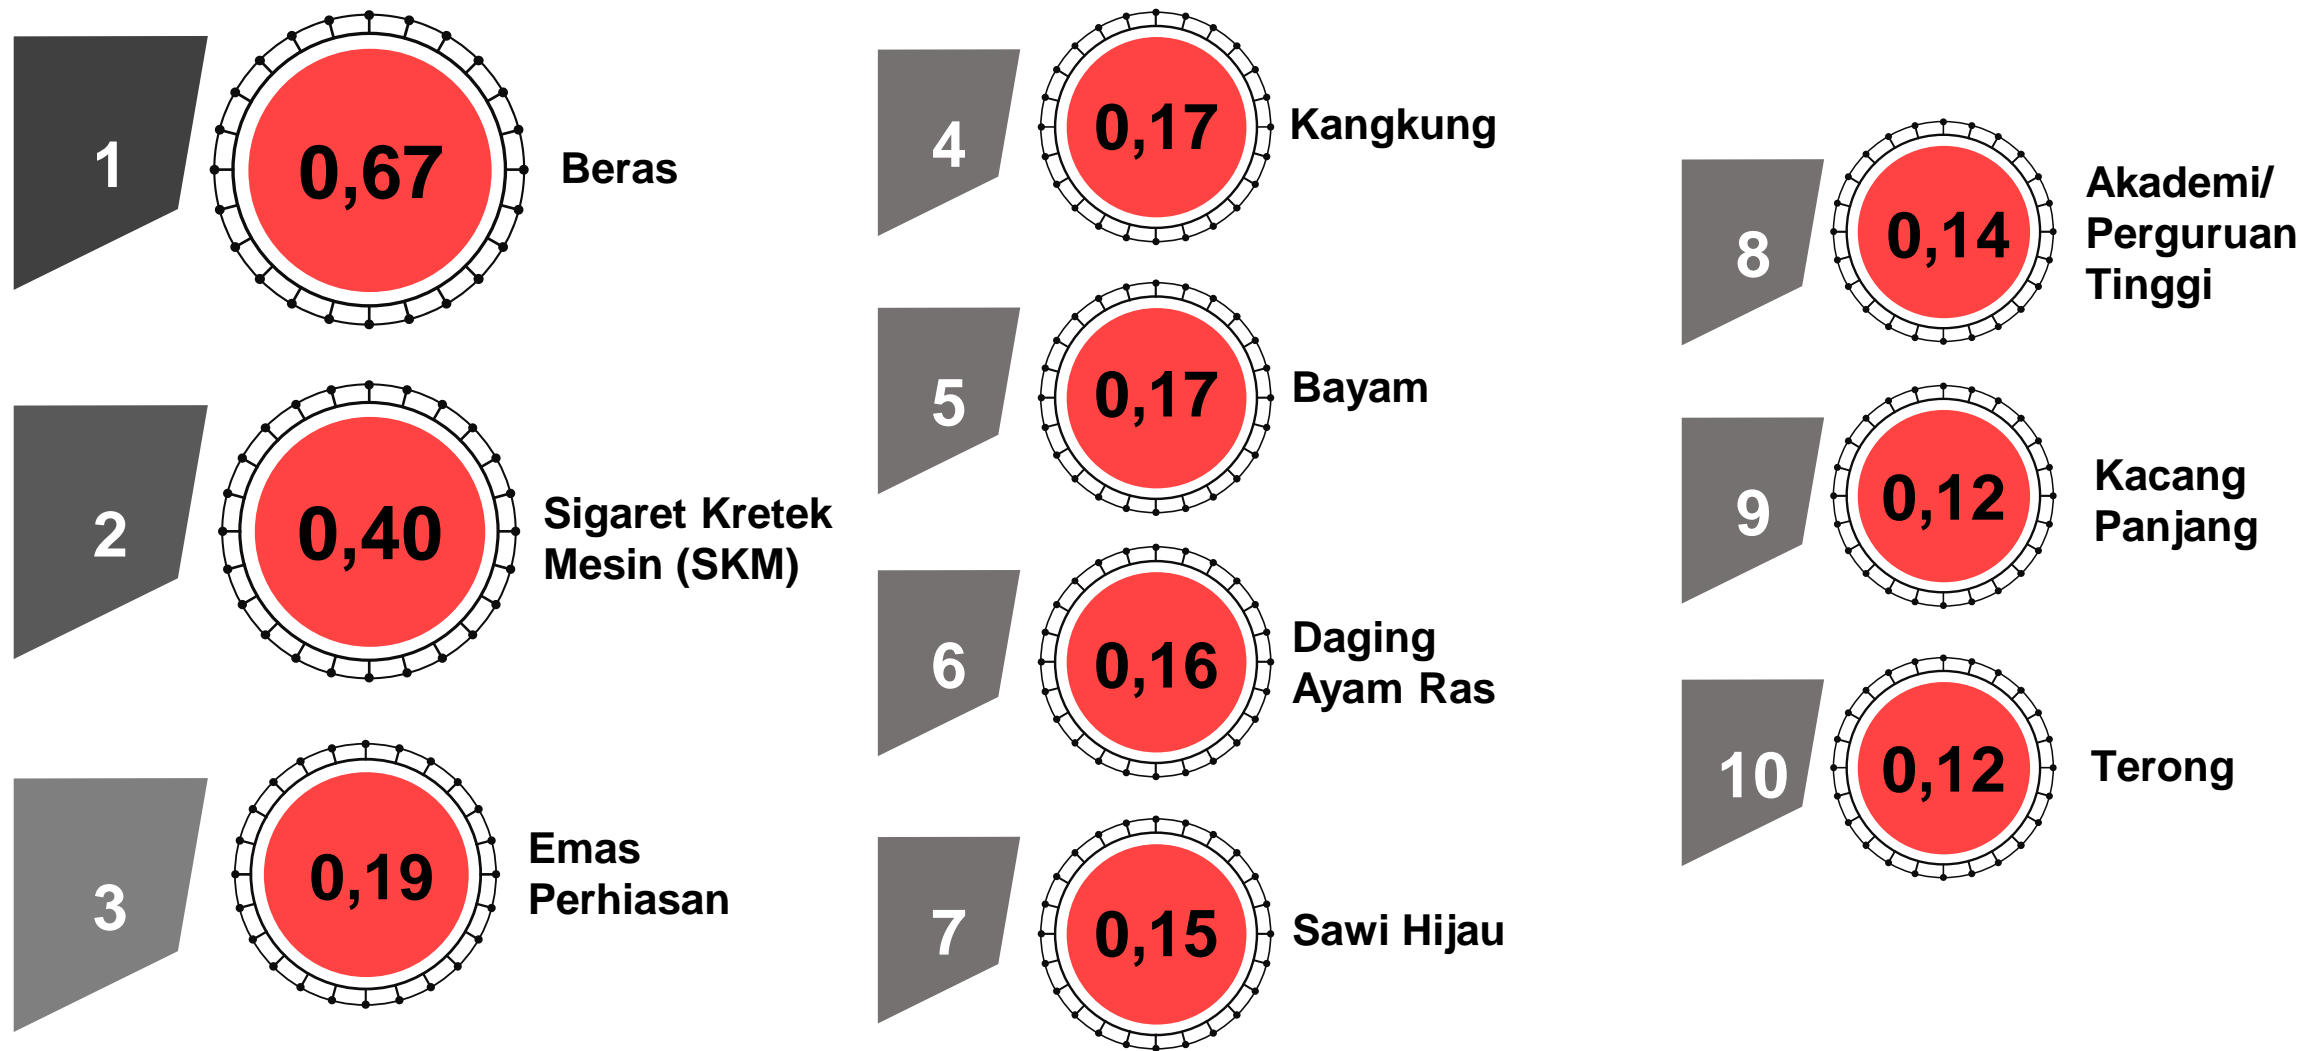 1
0,67
Beras
2
0,40
Sigaret Kretek
Mesin (SKM)
3
0,19
Emas
Perhiasan
4
0,17
Kangkung
5
0,17
Bayam
6
0,16
Daging
Ayam Ras
7
0,15
Sawi Hijau
8
0,14
Akademi/
Perguruan
Tinggi
9
0,12
Kacang
Panjang
10
0,12
Terong